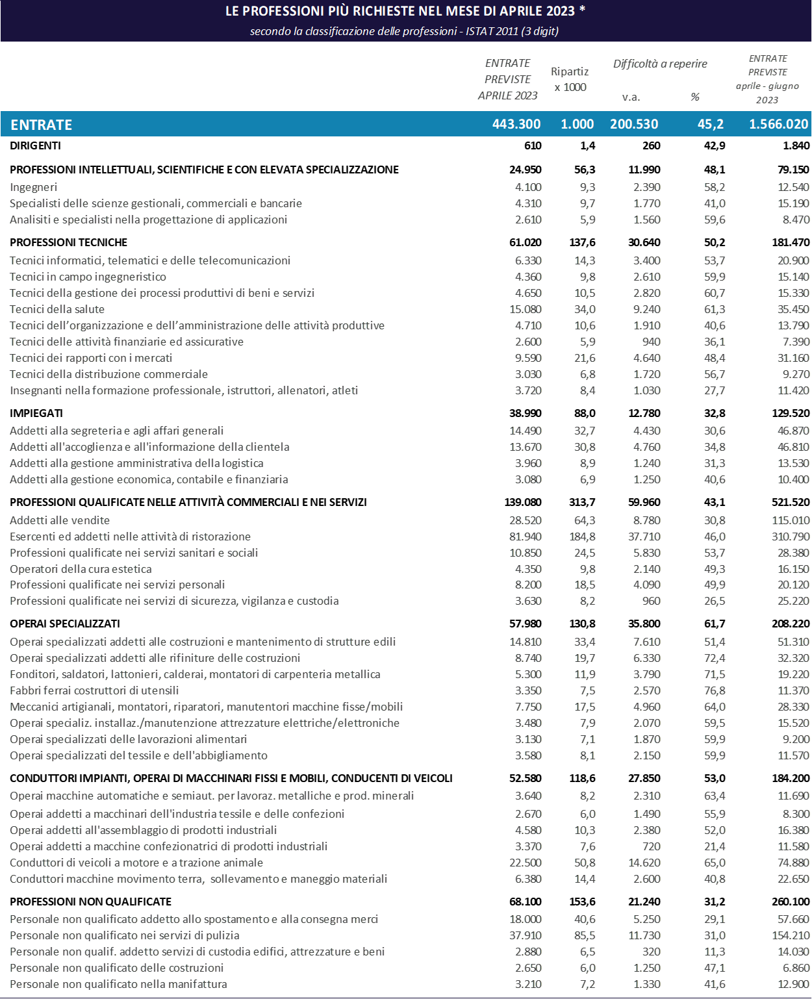 LE PROFESSIONI PIÙ RICHIESTE NEL MESE DI APRILE 2023 *
secondo la classificazione delle professioni - ISTAT 2011 (3 digit)
ENTRATE PREVISTE APRILE 2023 Ripartiz x 1000 Difficoltà a reperire v.a. % ENTRATE PREVISTE aprile - giugno 2023
ENTRATE 443.300 1.000 200.530 45,2 1.566.020
DIRIGENTI 610 1,4 260 42,9 1.840
PROFESSIONI INTELLETTUALI, SCIENTIFICHE E CON ELEVATA SPECIALIZZAZIONE 24.950 56,3 11.990 48,1 79.150
Ingegneri 4.100 9,3 2.390 58,2 12.540
Specialisti delle scienze gestionali, commerciali e bancarie 4.310 9,7 1.770 41,0 15.190
Analisiti e specialisti nella progettazione di applicazioni 2.610 5,9 1.560 59,6 8.470
PROFESSIONI TECNICHE 61.020 137,6 30.640 50,2 181.470
Tecnici informatici, telematici e delle telecomunicazioni 6.330 14,3 3.400 53,7 20.900
Tecnici in campo ingegneristico 4.360 9,8 2.610 59,9 15.140
Tecnici della gestione dei processi produttivi di beni e servizi 4.650 10,5 2.820 60,7 15.330
Tecnici della salute 15.080 34,0 9.240 61,3 35.450
Tecnici dell’organizzazione e dell’amministrazione delle attività produttive 4.710 10,6 1.910 40,6 13.790
Tecnici delle attività finanziarie ed assicurative 2.600 5,9 940 36,1 7.390
Tecnici dei rapporti con i mercati 9.590 21,6 4.640 48,4 31.160
Tecnici della distribuzione commerciale 3.030 6,8 1.720 56,7 9.270
Insegnanti nella formazione professionale, istruttori, allenatori, atleti 3.720 8,4 1.030 27,7 11.420
IMPIEGATI 38.990 88,0 12.780 32,8 129.520
Addetti alla segreteria e agli affari generali 14.490 32,7 4.430 30,6 46.870
Addetti all'accoglienza e all'informazione della clientela 13.670 30,8 4.760 34,8 46.810
Addetti alla gestione amministrativa della logistica 3.960 8,9 1.240 31,3 13.530
Addetti alla gestione economica, contabile e finanziaria 3.080 6,9 1.250 40,6 10.400
PROFESSIONI QUALIFICATE NELLE ATTIVITÀ COMMERCIALI E NEI SERVIZI 139.080 313,7 59.960 43,1 521.520
Addetti alle vendite 28.520 64,3 8.780 30,8 115.010
Esercenti ed addetti nelle attività di ristorazione 81.940 184,8 37.710 46,0 310.790
Professioni qualificate nei servizi sanitari e sociali 10.850 24,5 5.830 53,7 28.380
Operatori della cura estetica 4.350 9,8 2.140 49,3 16.150
Professioni qualificate nei servizi personali 8.200 18,5 4.090 49,9 20.120
Professioni qualificate nei servizi di sicurezza, vigilanza e custodia 3.630 8,2 960 26,5 25.220
OPERAI SPECIALIZZATI 57.980 130,8 35.800 61,7 208.220
Operai specializzati addetti alle costruzioni e mantenimento di strutture edili 14.810 33,4 7.610 51,4 51.310
Operai specializzati addetti alle rifiniture delle costruzioni 8.740 19,7 6.330 72,4 32.320
Fonditori, saldatori, lattonieri, calderai, montatori di carpenteria metallica 5.300 11,9 3.790 71,5 19.220
Fabbri ferrai costruttori di utensili 3.350 7,5 2.570 76,8 11.370
Meccanici artigianali, montatori, riparatori, manutentori macchine fisse/mobili 7.750 17,5 4.960 64,0 28.330
Operai specializ. installaz./manutenzione attrezzature elettriche/elettroniche 3.480 7,9 2.070 59,5 15.520
Operai specializzati delle lavorazioni alimentari 3.130 7,1 1.870 59,9 9.200
Operai specializzati del tessile e dell'abbigliamento 3.580 8,1 2.150 59,9 11.570
CONDUTTORI IMPIANTI, OPERAI DI MACCHINARI FISSI E MOBILI, CONDUCENTI DI VEICOLI 52.580 118,6 27.850 53,0 184.200
Operai macchine automatiche e semiaut. per lavoraz. metalliche e prod. minerali 3.640 8,2 2.310 63,4 11.690
Operai addetti a macchinari dell'industria tessile e delle confezioni 2.670 6,0 1.490 55,9 8.300
Operai addetti all'assemblaggio di prodotti industriali 4.580 10,3 2.380 52,0 16.380
Operai addetti a macchine confezionatrici di prodotti industriali 3.370 7,6 720 21,4 11.580
Conduttori di veicoli a motore e a trazione animale 22.500 50,8 14.620 65,0 74.880
Conduttori macchine movimento terra, sollevamento e maneggio materiali 6.380 14,4 2.600 40,8 22.650
PROFESSIONI NON QUALIFICATE 68.100 153,6 21.240 31,2 260.100
Personale non qualificato addetto allo spostamento e alla consegna merci 18.000 40,6 5.250 29,1 57.660
Personale non qualificato nei servizi di pulizia 37.910 85,5 11.730 31,0 154.210
Personale non qualif. addetto servizi di custodia edifici, attrezzature e beni 2.880 6,5 320 11,3 14.030
Personale non qualificato delle costruzioni 2.650 6,0 1.250 47,1 6.860
Personale non qualificato nella manifattura 3.210 7,2 1.330 41,6 12.900